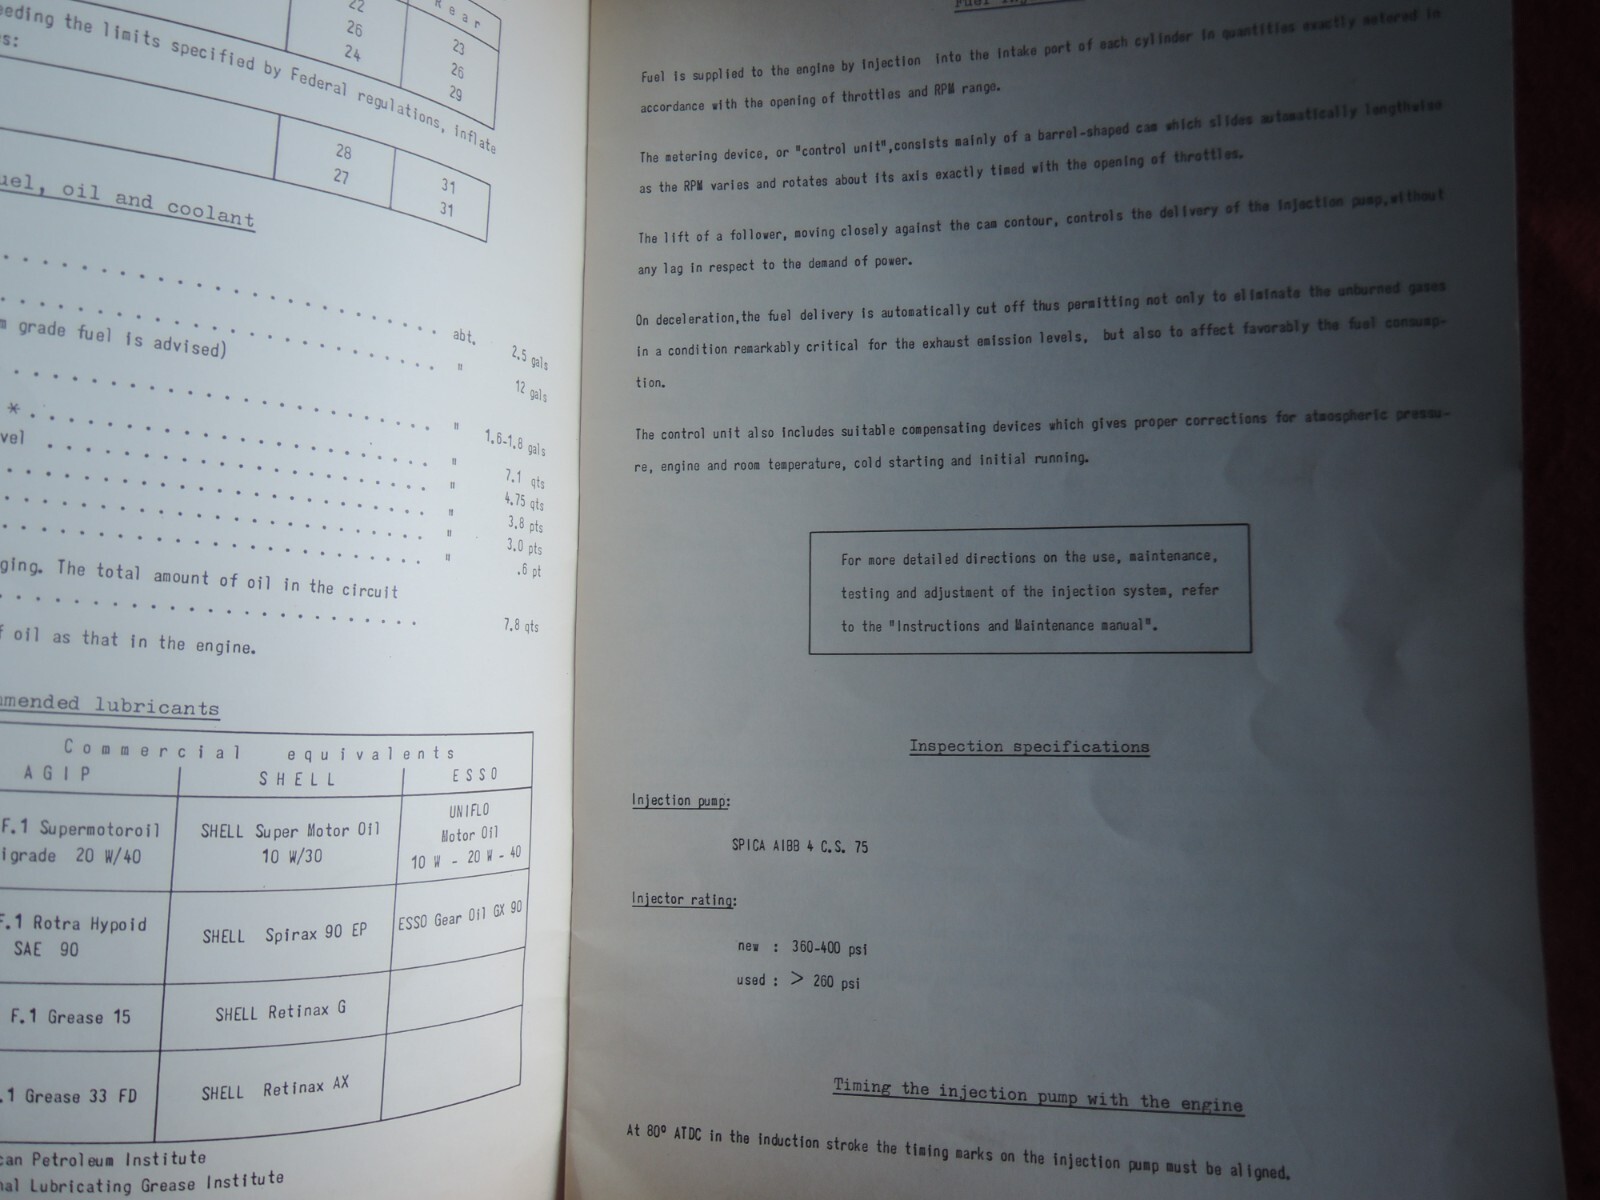 Rear
22 23
26 26
24 29
eeding the limits specified by Federal regulations, inflate
es:
28 31
27 31
uel, oil and coolant
abt. 2.5 gals
" 12 gals
m grade fuel is advised)
" 1.6-1.8 gals
* " 7.1 qts
vel " 4.75 qts
" 3.8 pts
" 3.0 pts
" .6 pt
ging. The total amount of oil in the circuit
7.8 qts
f oil as that in the engine.
mmended lubricants
Commercial equivalents
AGIP SHELL ESSO
F.1 Supermotoroil
igrade 20 W/40
SHELL Super Motor Oil
10 W/30
UNIFLO
Motor Oil
10 W - 20 W - 40
F.1 Rotra Hypoid
SAE 90
SHELL Spirax 90 EP
ESSO Gear Oil GX 90
F.1 Grease 15
SHELL Retinax G
.1 Grease 33 FD
SHELL Retinax AX
can Petroleum Institute
nal Lubricating Grease Institute
Fuel is supplied to the engine by injection into the intake port of each cylinder in quantities exactly metered in
accordance with the opening of throttles and RPM range.
The metering device, or "control unit",consists mainly of a barrel-shaped cam which slides automatically lengthwise
as the RPM varies and rotates about its axis exactly timed with the opening of throttles.
The lift of a follower, moving closely against the cam contour, controls the delivery of the injection pump,without
any lag in respect to the demand of power.
On deceleration,the fuel delivery is automatically cut off thus permitting not only to eliminate the unburned gases
in a condition remarkably critical for the exhaust emission levels, but also to affect favorably the fuel consump-
tion.
The control unit also includes suitable compensating devices which gives proper corrections for atmospheric pressu-
re, engine and room temperature, cold starting and initial running.
For more detailed directions on the use, maintenance,
testing and adjustment of the injection system, refer
to the "Instructions and Maintenance manual".
Inspection specifications
Injection pump:
SPICA AIBB 4 C.S. 75
Injector rating:
new : 360-400 psi
used : > 260 psi
Timing the injection pump with the engine
At 80º ATDC in the induction stroke the timing marks on the injection pump must be aligned.